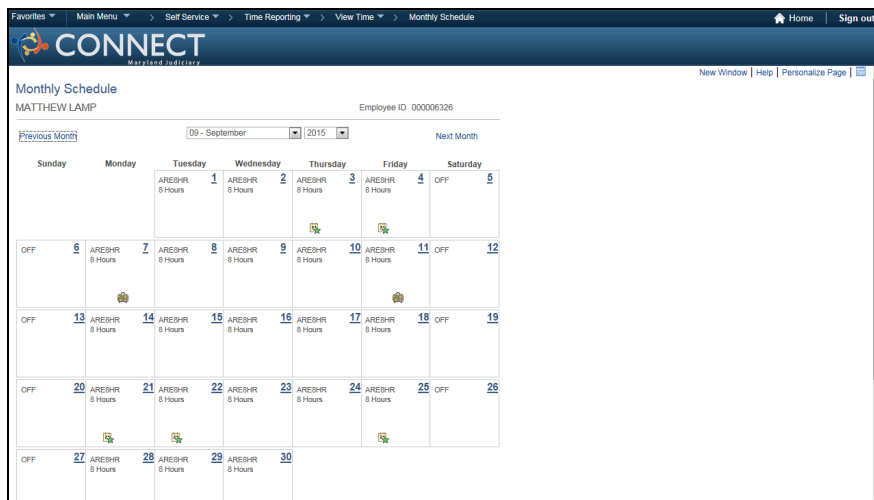 Favorites Main Menu > Self Service > Time Reporting > View Time > Monthly Schedule Home Sign out
CONNECT
Maryland Judiciary
New Window | Help | Personalize Page |
Monthly Schedule
MATTHEW LAMP Employee ID 000006326
Previous Month 09 - September 2015 Next Month
Sunday Monday Tuesday Wednesday Thursday Friday Saturday
ARE8HR 1 ARE8HR 2 ARE8HR 3 ARE8HR 4 OFF 5
8 Hours 8 Hours 8 Hours 8 Hours
OFF 6 ARE8HR 7 ARE8HR 8 ARE8HR 9 ARE8HR 10 ARE8HR 11 OFF 12
8 Hours 8 Hours 8 Hours 8 Hours 8 Hours
OFF 13 ARE8HR 14 ARE8HR 15 ARE8HR 16 ARE8HR 17 ARE8HR 18 OFF 19
8 Hours 8 Hours 8 Hours 8 Hours 8 Hours
OFF 20 ARE8HR 21 ARE8HR 22 ARE8HR 23 ARE8HR 24 ARE8HR 25 OFF 26
8 Hours 8 Hours 8 Hours 8 Hours 8 Hours
OFF 27 ARE8HR 28 ARE8HR 29 ARE8HR 30
8 Hours 8 Hours 8 Hours